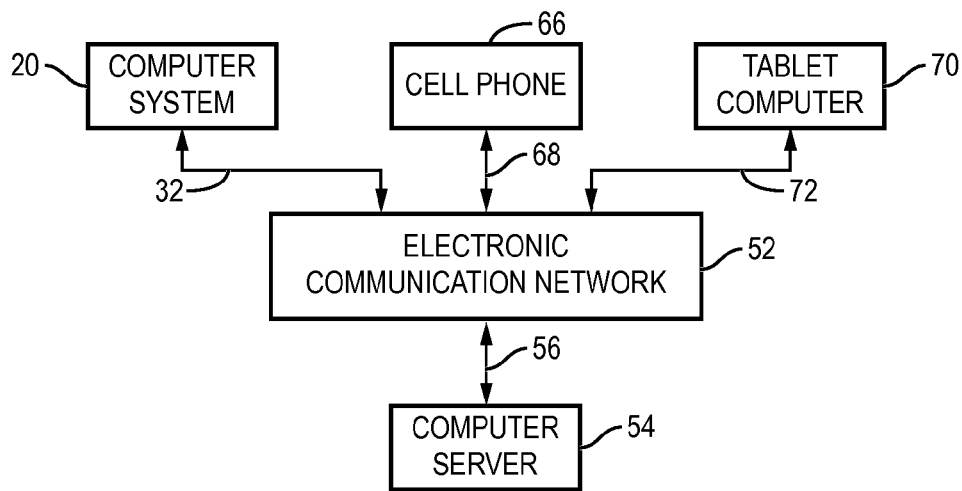 66
20
COMPUTER
SYSTEM
CELL PHONE
TABLET
COMPUTER
70
32
68
72
ELECTRONIC
COMMUNICATION NETWORK
52
56
COMPUTER
SERVER
54